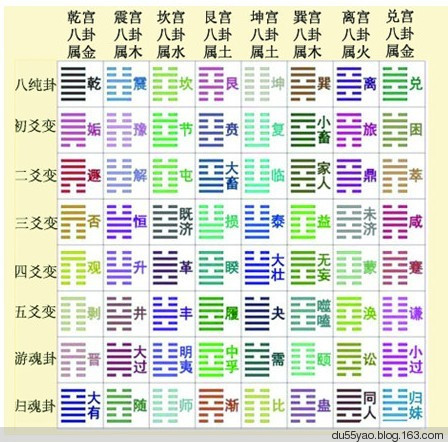 乾宫八卦属金 震宫八卦属木 坎宫八卦属水 艮宫八卦属土 坤宫八卦属土 巽宫八卦属木 离宫八卦属火 兑宫八卦属金
八纯卦 乾 震 坎 艮 坤 巽 离 兑
初爻变 姤 豫 节 贲 复 小畜 旅 困
二爻变 遯 解 屯 大畜 临 家人 鼎 萃
三爻变 否 恒 既济 损 泰 益 未济 咸
四爻变 观 升 革 睽 大壮 无妄 蒙 蹇
五爻变 剥 井 丰 履 夬 噬嗑 涣 谦
游魂卦 晋 大过 明夷 中孚 需 颐 讼 小过
归魂卦 大有 随 师 渐 比 蛊 同人 归妹
du55yao.blog.163.com